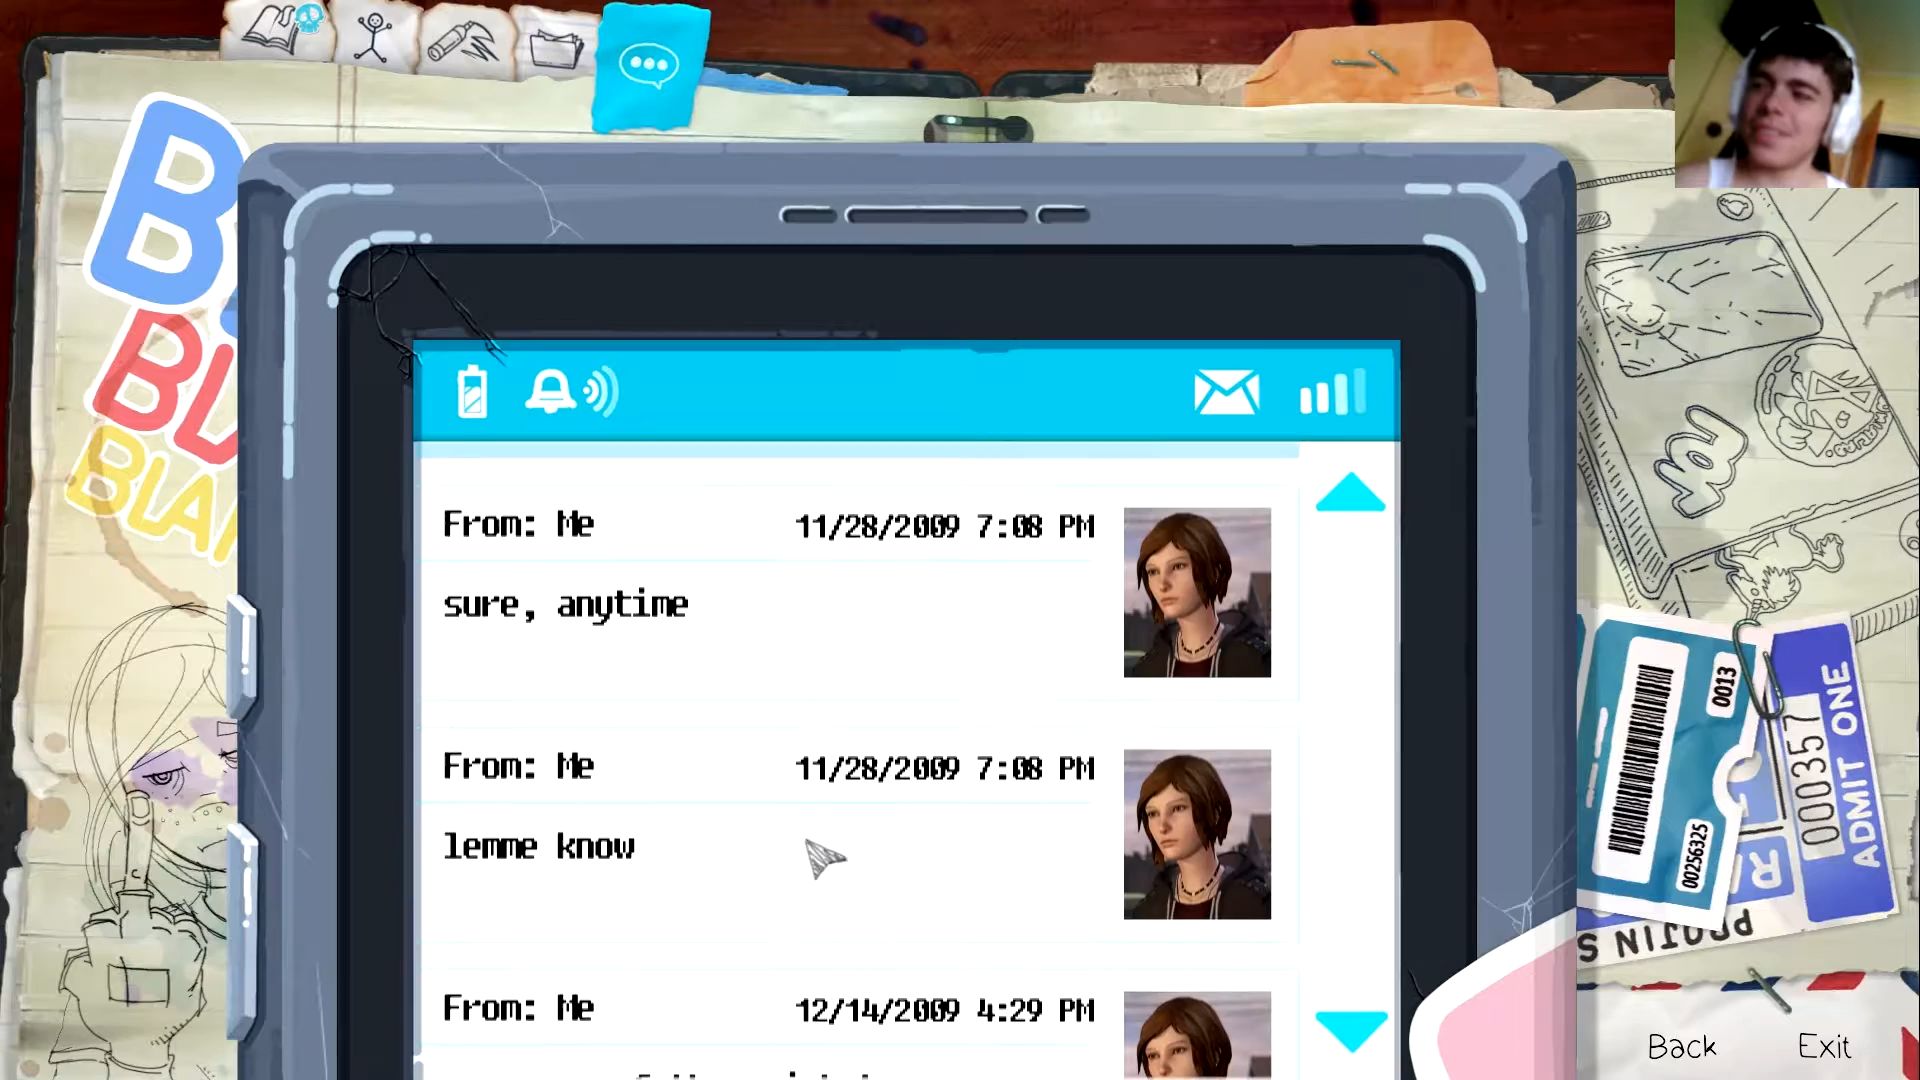 From: Me 11/28/2009 7:08 PM
sure, anytime
From: Me 11/28/2009 7:08 PM
lemme know
From: Me 12/14/2009 4:29 PM
0013
00256325
000357
ADMIT ONE
Back Exit